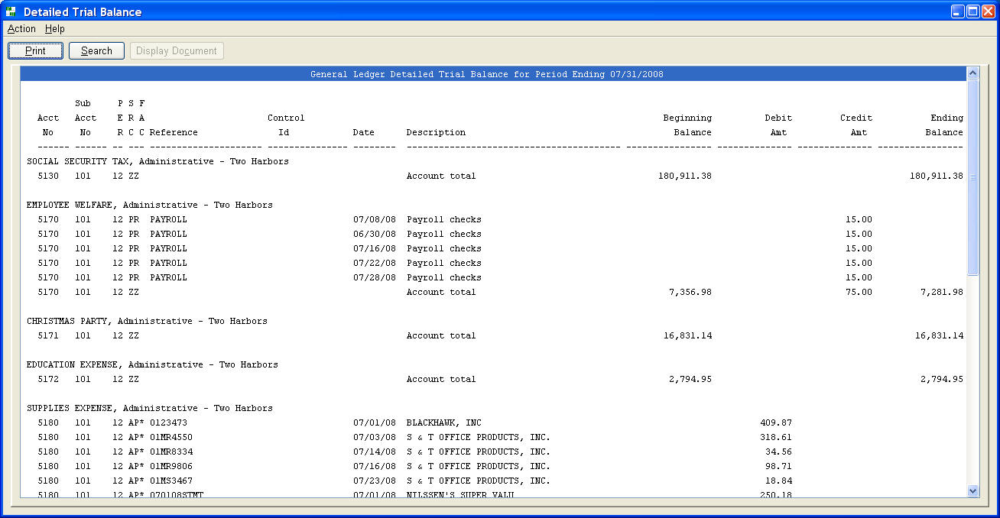 Detailed Trial Balance
Action Help
Print Search Display Document
General Ledger Detailed Trial Balance for Period Ending 07/31/2008
Sub P S F
Acct Acct E R A Control Beginning Debit Credit Ending
No No R C C Reference Id Date Description Balance Amt Amt Balance
SOCIAL SECURITY TAX, Administrative - Two Harbors
5130 101 12 ZZ Account total 180,911.38 180,911.38
EMPLOYEE WELFARE, Administrative - Two Harbors
5170 101 12 PR PAYROLL 07/08/08 Payroll checks 15.00
5170 101 12 PR PAYROLL 06/30/08 Payroll checks 15.00
5170 101 12 PR PAYROLL 07/16/08 Payroll checks 15.00
5170 101 12 PR PAYROLL 07/22/08 Payroll checks 15.00
5170 101 12 PR PAYROLL 07/28/08 Payroll checks 15.00
5170 101 12 ZZ Account total 7,356.98 75.00 7,281.98
CHRISTMAS PARTY, Administrative - Two Harbors
5171 101 12 ZZ Account total 16,831.14 16,831.14
EDUCATION EXPENSE, Administrative - Two Harbors
5172 101 12 ZZ Account total 2,794.95 2,794.95
SUPPLIES EXPENSE, Administrative - Two Harbors
5180 101 12 AP* 0123473 07/01/08 BLACKHAWK, INC 409.87
5180 101 12 AP* 01MR4550 07/03/08 S & T OFFICE PRODUCTS, INC. 318.61
5180 101 12 AP* 01MR8334 07/14/08 S & T OFFICE PRODUCTS, INC. 34.56
5180 101 12 AP* 01MR9806 07/16/08 S & T OFFICE PRODUCTS, INC. 98.71
5180 101 12 AP* 01MS3467 07/23/08 S & T OFFICE PRODUCTS, INC. 18.84
5180 101 12 AP* 070108STMT 07/01/08 NILSSEN'S SUPER VALU 250.18